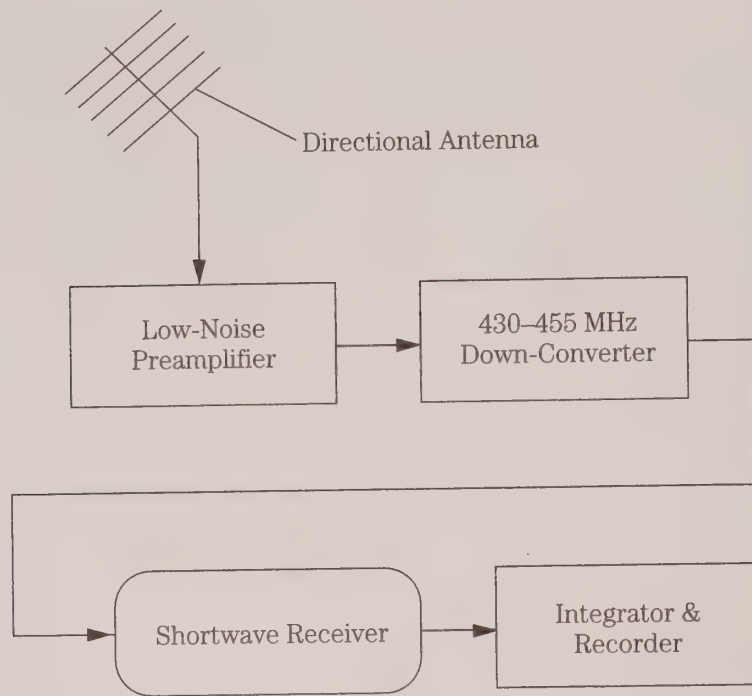 Directional Antenna
Low-Noise
Preamplifier
430–455 MHz
Down-Converter
Shortwave Receiver
Integrator &
Recorder